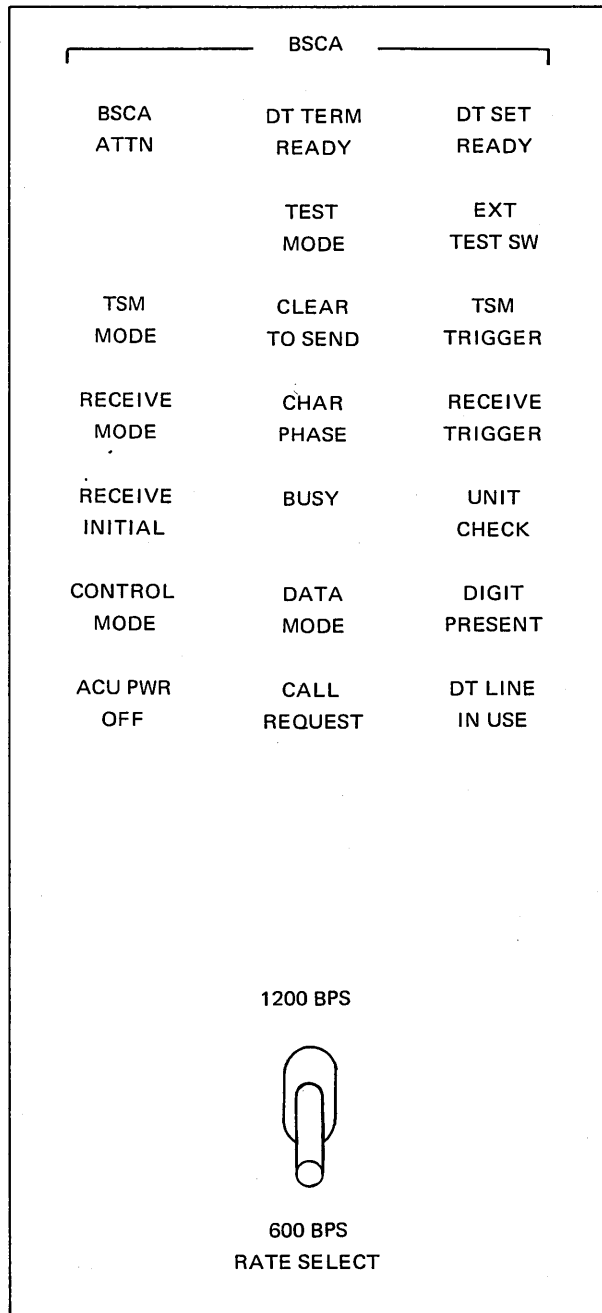 BSCA
BSCA DT TERM DT SET
ATTN READY READY
TEST EXT
MODE TEST SW
TSM CLEAR TSM
MODE TO SEND TRIGGER
RECEIVE CHAR RECEIVE
MODE PHASE TRIGGER
RECEIVE BUSY UNIT
INITIAL CHECK
CONTROL DATA DIGIT
MODE MODE PRESENT
ACU PWR CALL DT LINE
OFF REQUEST IN USE
1200 BPS
600 BPS
RATE SELECT